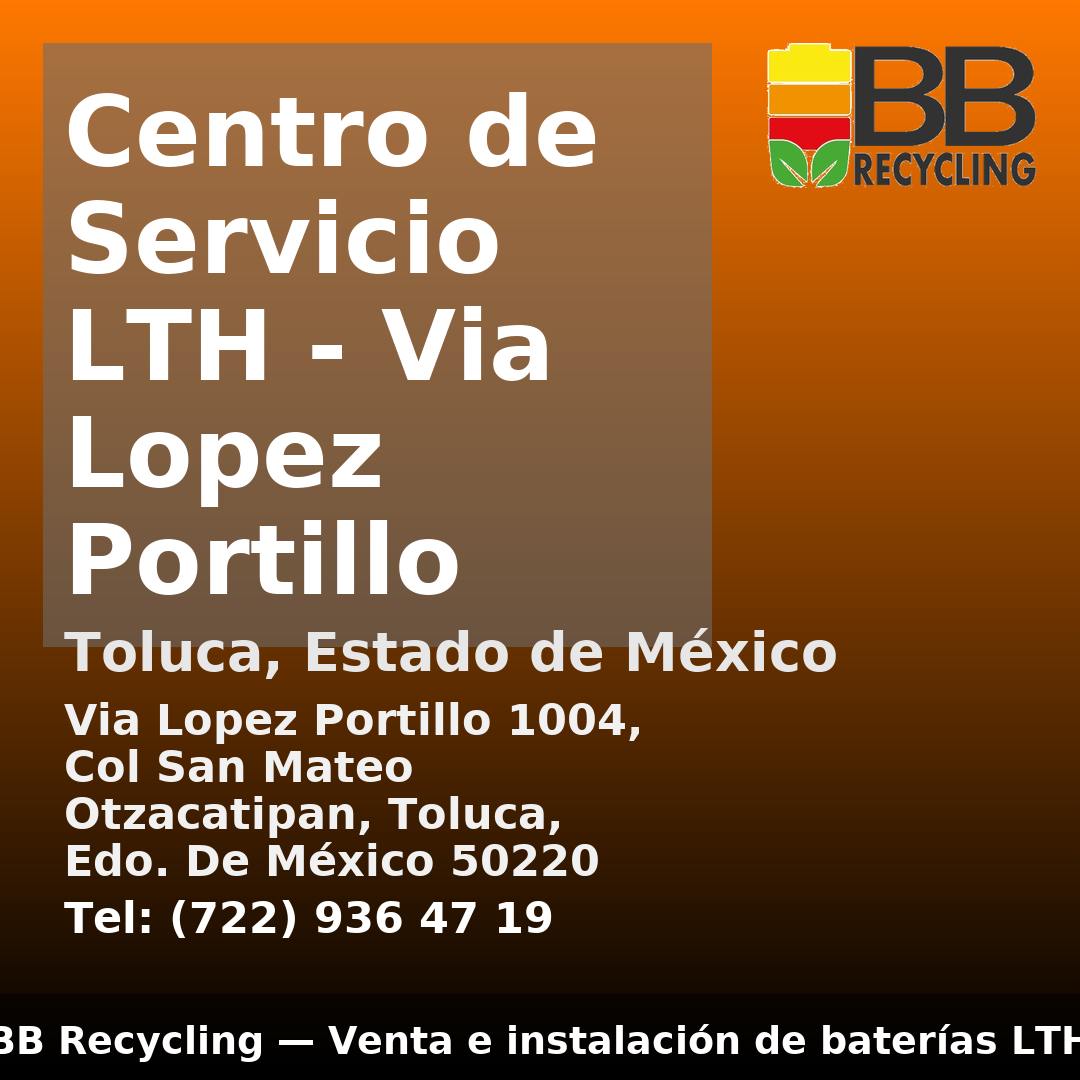 Centro de
Servicio
LTH - Via
Lopez
Portillo
BB
RECYCLING
Toluca, Estado de México
Via Lopez Portillo 1004,
Col San Mateo
Otzacatipan, Toluca,
Edo. De México 50220
Tel: (722) 936 47 19
BB Recycling — Venta e instalación de baterías LTH